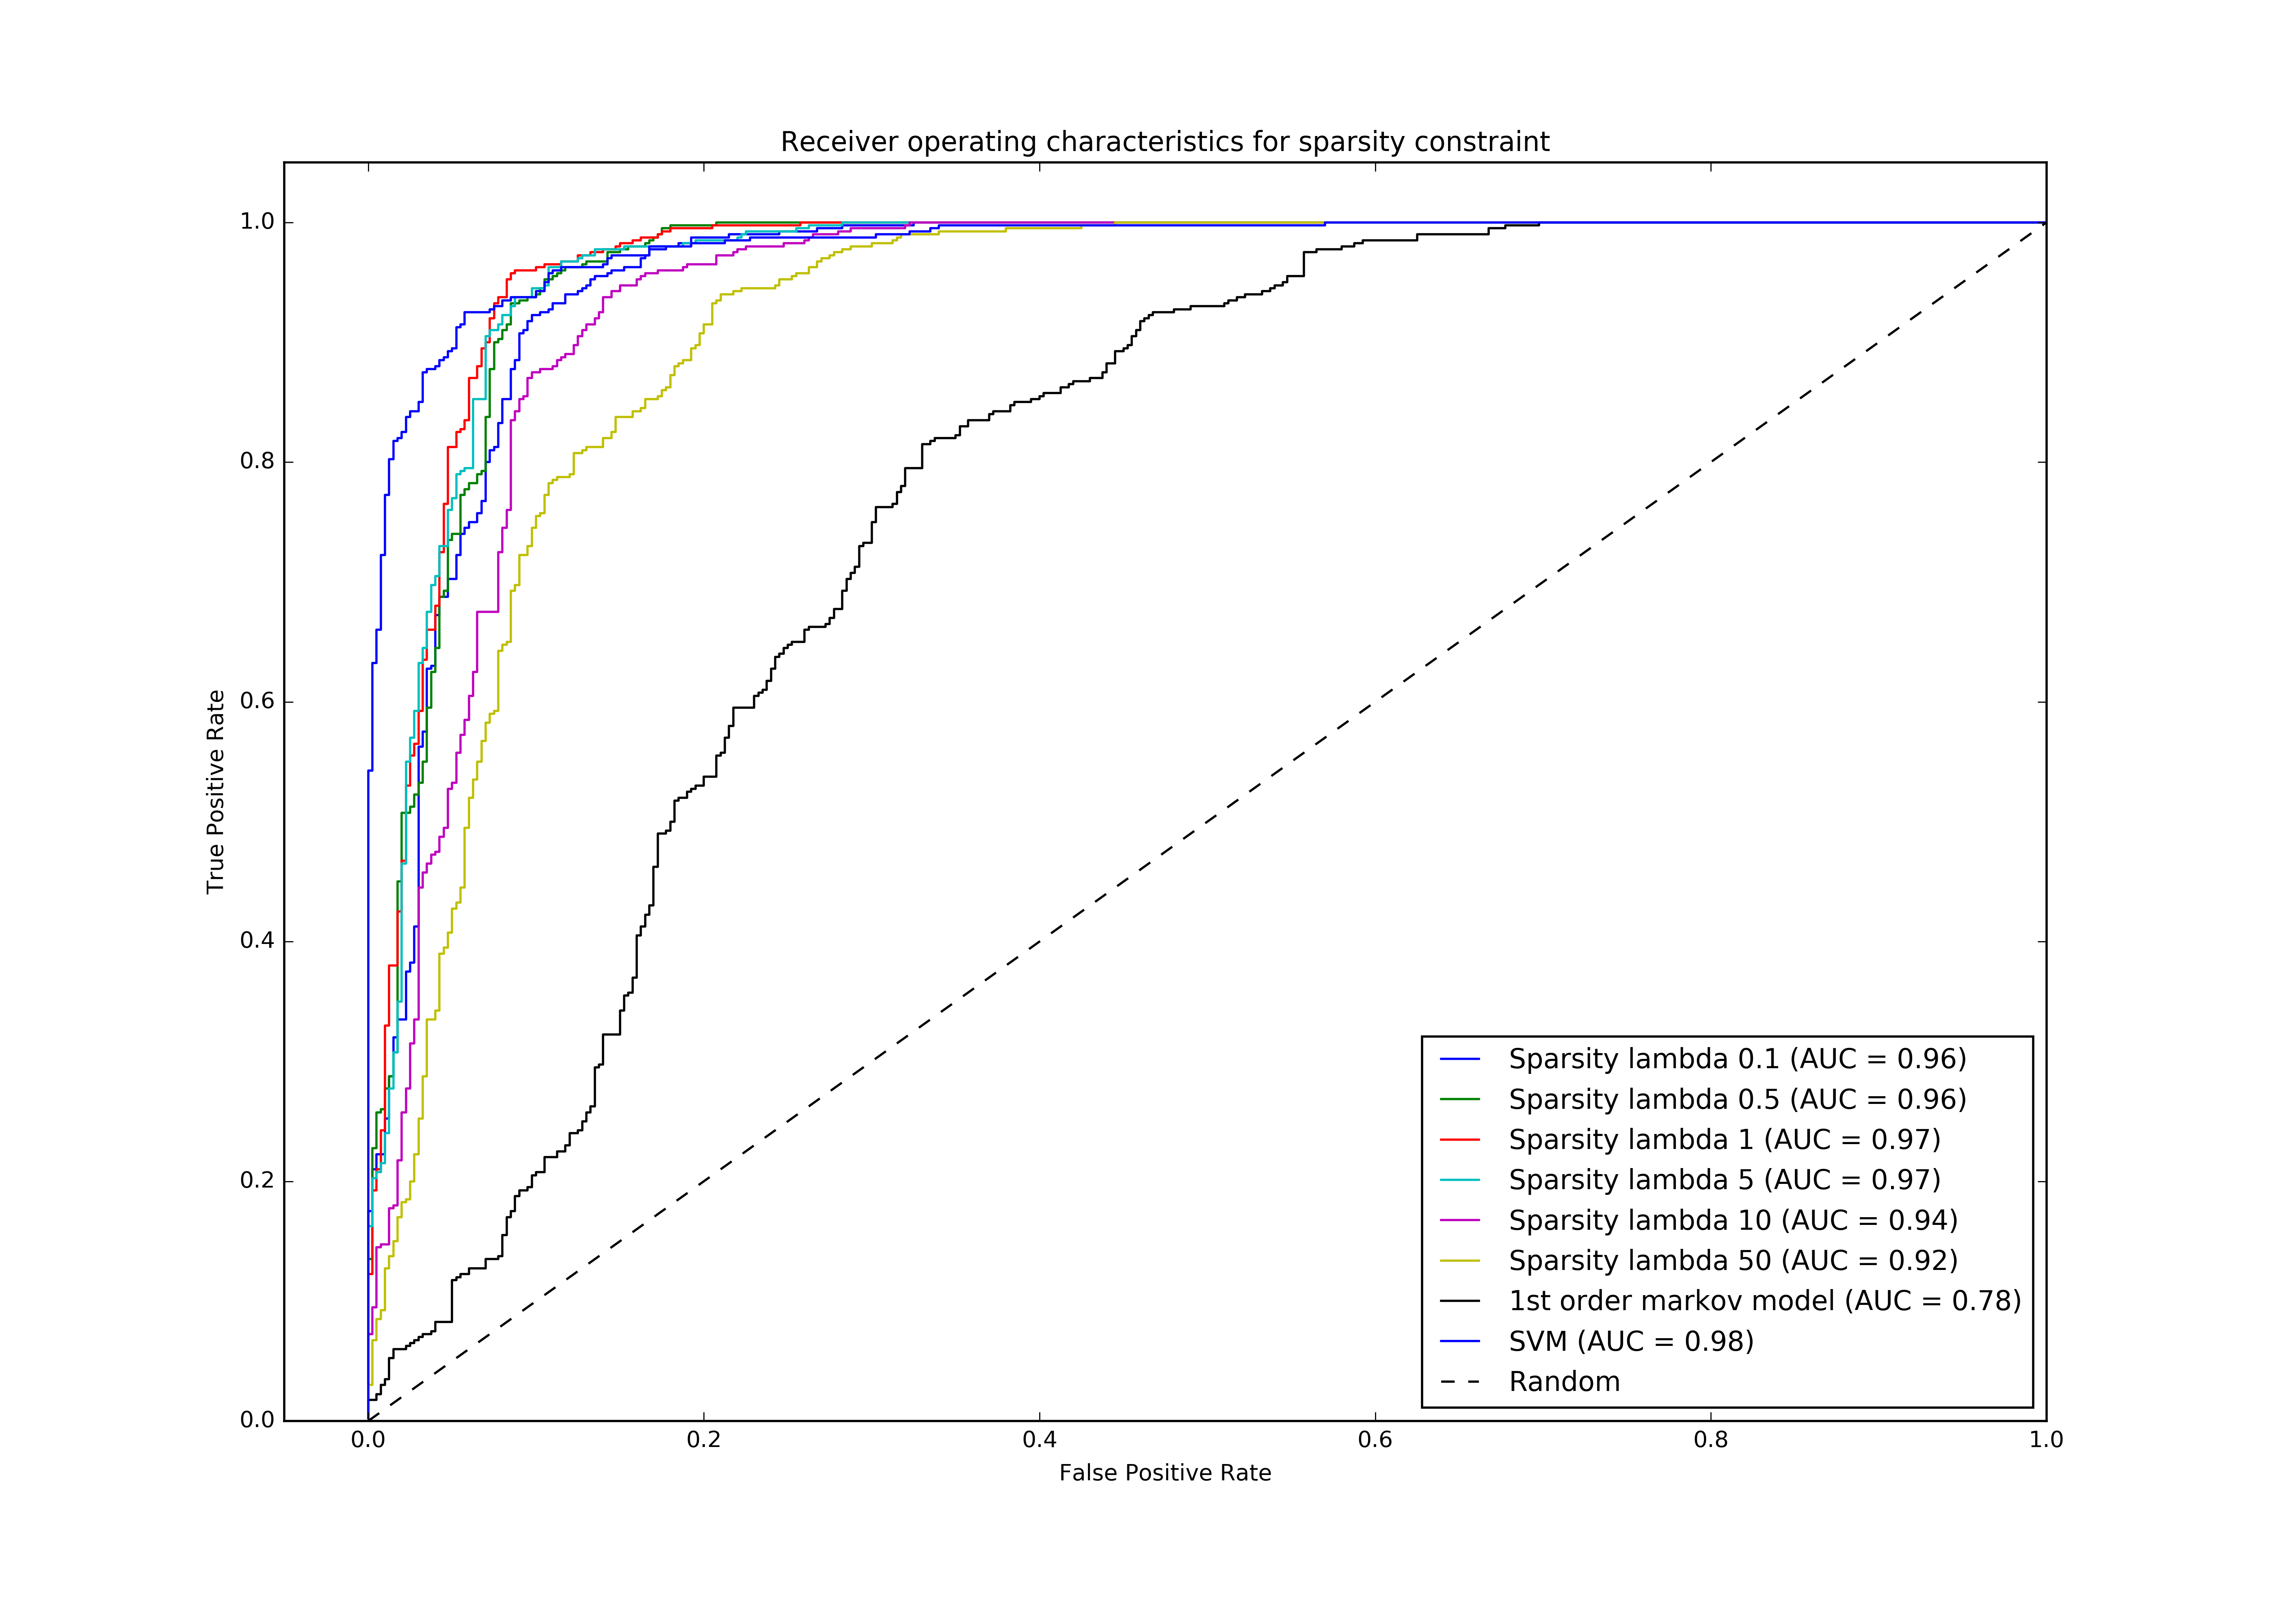 Receiver operating characteristics for sparsity constraint
1.0
0.8
0.6
0.4
0.2
0.0
True Positive Rate
0.0 0.2 0.4 0.6 0.8 1.0
False Positive Rate
Sparsity lambda 0.1 (AUC = 0.96)
Sparsity lambda 0.5 (AUC = 0.96)
Sparsity lambda 1 (AUC = 0.97)
Sparsity lambda 5 (AUC = 0.97)
Sparsity lambda 10 (AUC = 0.94)
Sparsity lambda 50 (AUC = 0.92)
1st order markov model (AUC = 0.78)
SVM (AUC = 0.98)
Random